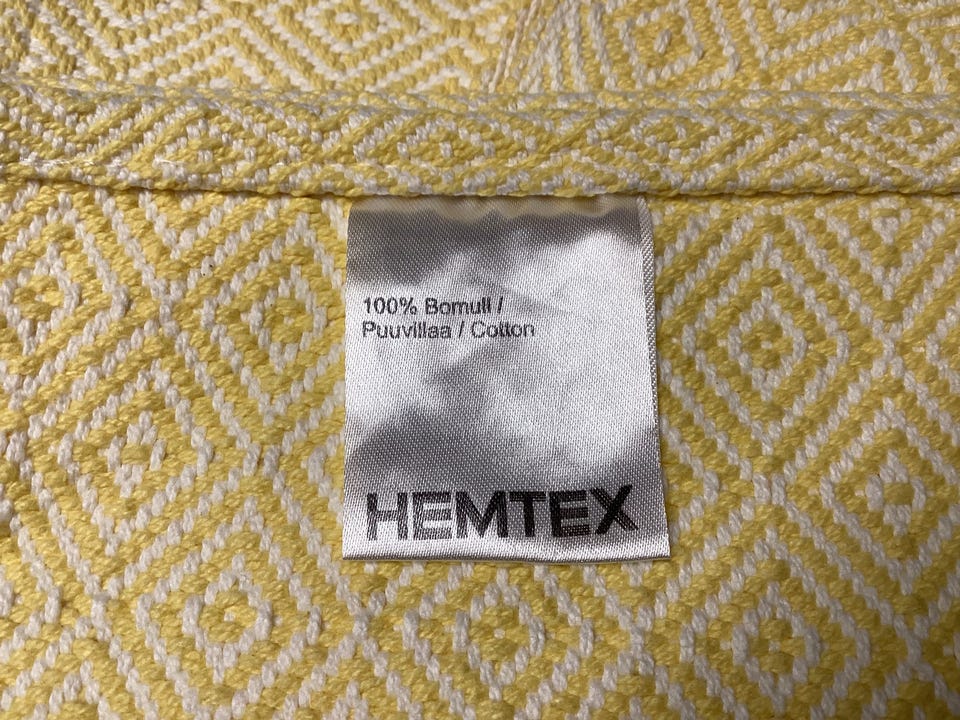 100% Bomull /
Puuvillaa / Cotton
HEMTEX